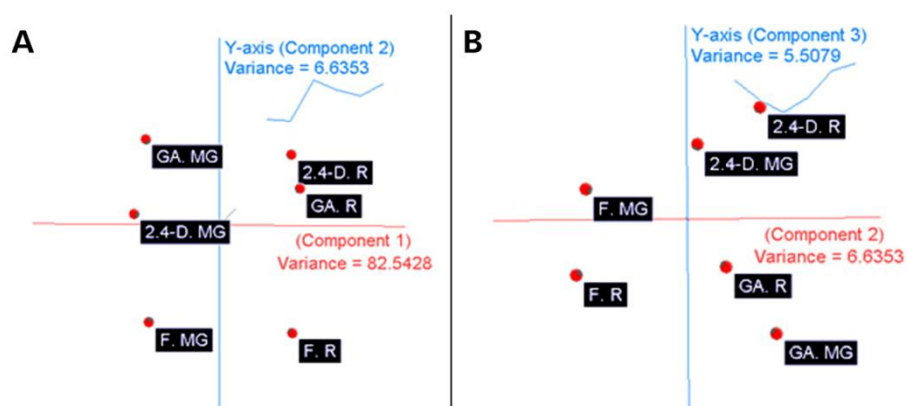 A
Y-axis (Component 2)
Variance = 6.6353
GA. MG
2.4-D. R
GA. R
2.4-D. MG
(Component 1)
Variance = 82.5428
F. MG
F. R
B
Y-axis (Component 3)
Variance = 5.5079
2.4-D. R
2.4-D. MG
F. MG
(Component 2)
Variance = 6.6353
F. R
GA. R
GA. MG